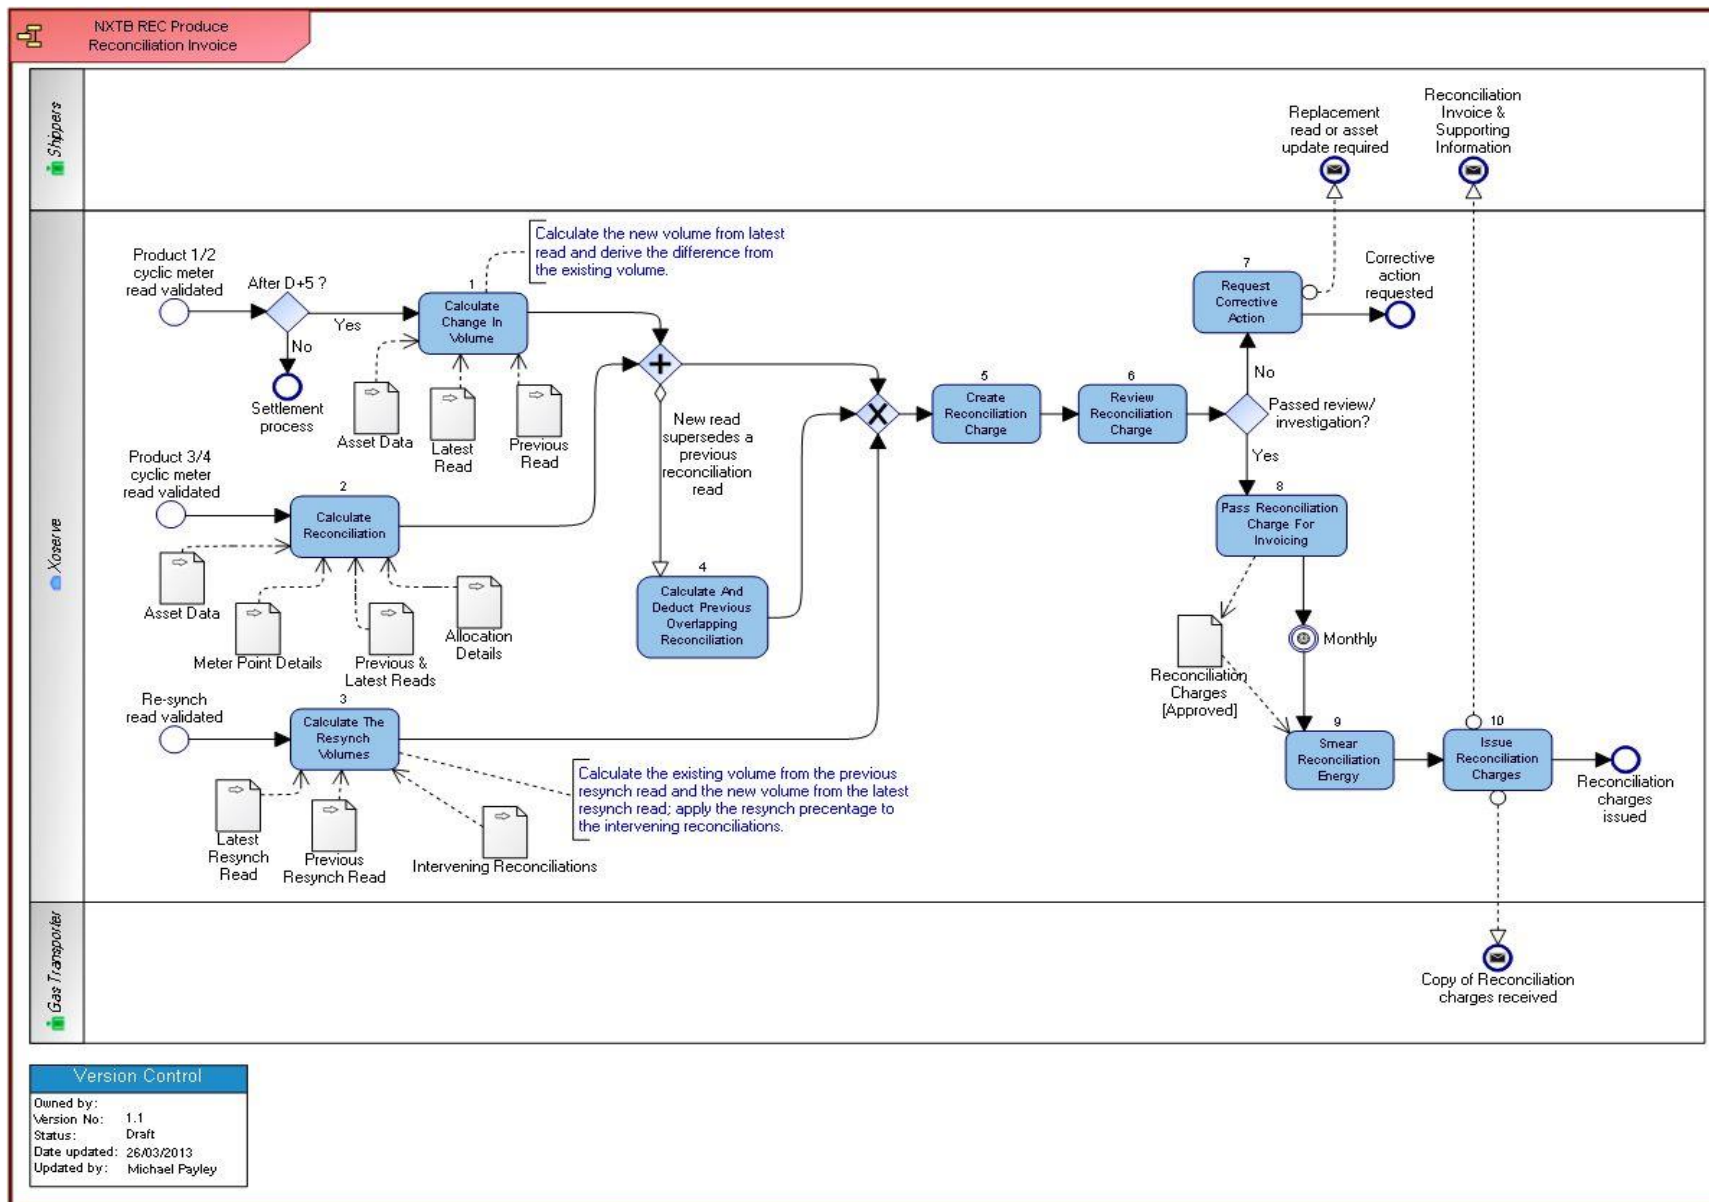 NXTB REC Produce
Reconciliation Invoice
Shippers
Replacement
read or asset
update required
Reconciliation
Invoice &
Supporting
Information
Xoserve
Product 1/2
cyclic meter
read validated
After D+5 ?
Yes
No
Settlement
process
1
Calculate
Change In
Volume
Calculate the new volume from latest
read and derive the difference from
the existing volume.
Asset Data
Latest
Read
Previous
Read
Product 3/4
cyclic meter
read validated
2
Calculate
Reconciliation
Asset Data
Meter Point Details
Previous &
Latest Reads
Allocation
Details
New read
supersedes a
previous
reconciliation
read
4
Calculate And
Deduct Previous
Overlapping
Reconciliation
Re-synch
read validated
3
Calculate The
Resynch
Volumes
Latest
Resynch
Read
Previous
Resynch Read
Intervening Reconciliations
Calculate the existing volume from the previous
resynch read and the new volume from the latest
resynch read; apply the resynch precentage to
the intervening reconciliations.
5
Create
Reconciliation
Charge
6
Review
Reconciliation
Charge
Passed review/
investigation?
No
Yes
7
Request
Corrective
Action
Corrective
action
requested
8
Pass Reconciliation
Charge For
Invoicing
Monthly
Reconciliation
Charges
[Approved]
9
Smear
Reconciliation
Energy
10
Issue
Reconciliation
Charges
Reconciliation
charges
issued
Gas Transporter
Copy of Reconciliation
charges received
Version Control
Owned by:
Version No: 1.1
Status: Draft
Date updated: 26/03/2013
Updated by: Michael Payley